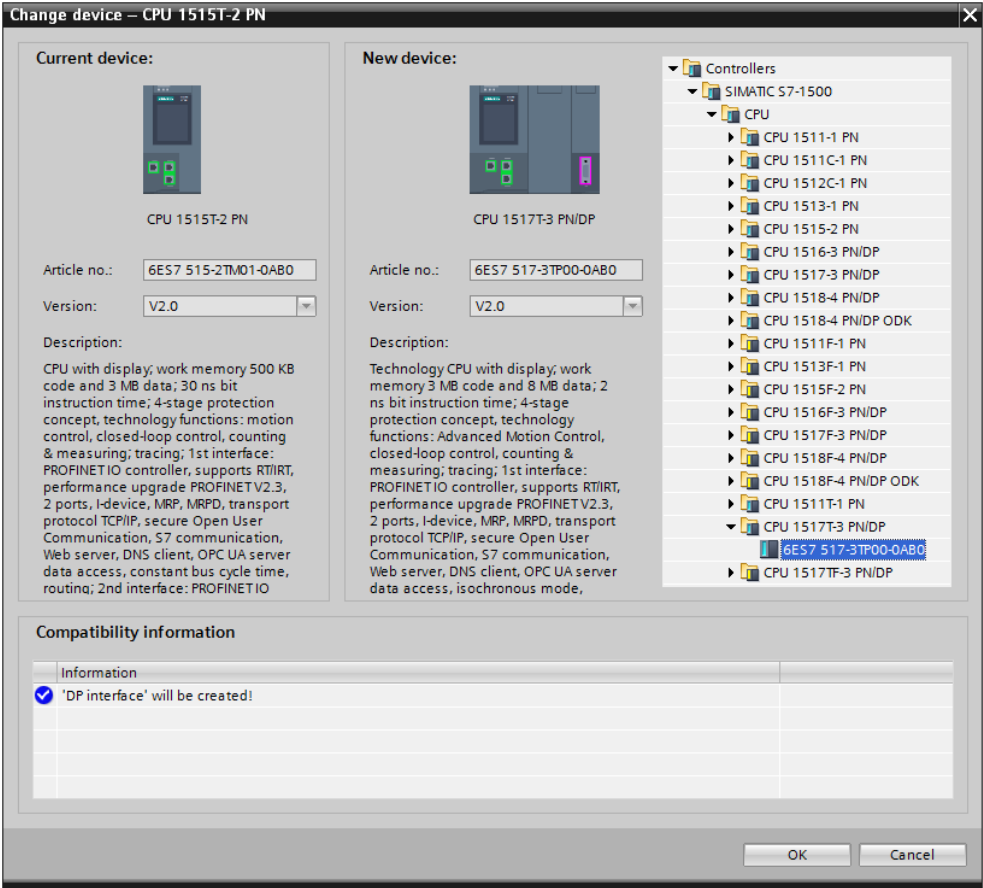 Change device – CPU 1515T-2 PN
Current device:
CPU 1515T-2 PN
Article no.:
6ES7 515-2TM01-0AB0
Version:
V2.0
Description:
CPU with display; work memory 500 KB
code and 3 MB data; 30 ns bit
instruction time; 4-stage protection
concept, technology functions: motion
control, closed-loop control, counting
& measuring; tracing; 1st interface:
PROFINET IO controller, supports RT/IRT,
performance upgrade PROFINET V2.3,
2 ports, I-device, MRP, MRPD, transport
protocol TCP/IP, secure Open User
Communication, S7 communication,
Web server, DNS client, OPC UA server
data access, constant bus cycle time,
routing; 2nd interface: PROFINET IO
New device:
CPU 1517T-3 PN/DP
Article no.:
6ES7 517-3TP00-0AB0
Version:
V2.0
Description:
Technology CPU with display; work
memory 3 MB code and 8 MB data; 2
ns bit instruction time; 4-stage
protection concept, technology
functions: Advanced Motion Control,
closed-loop control, counting &
measuring; tracing; 1st interface:
PROFINET IO controller, supports RT/IRT,
performance upgrade PROFINET V2.3,
2 ports, I-device, MRP, MRPD, transport
protocol TCP/IP, secure Open User
Communication, S7 communication,
Web server, DNS client, OPC UA server
data access, isochronous mode,
Controllers
SIMATIC S7-1500
CPU
CPU 1511-1 PN
CPU 1511C-1 PN
CPU 1512C-1 PN
CPU 1513-1 PN
CPU 1515-2 PN
CPU 1516-3 PN/DP
CPU 1517-3 PN/DP
CPU 1518-4 PN/DP
CPU 1518-4 PN/DP ODK
CPU 1511F-1 PN
CPU 1513F-1 PN
CPU 1515F-2 PN
CPU 1516F-3 PN/DP
CPU 1517F-3 PN/DP
CPU 1518F-4 PN/DP
CPU 1518F-4 PN/DP ODK
CPU 1511T-1 PN
CPU 1517T-3 PN/DP
6ES7 517-3TP00-0AB0
CPU 1517TF-3 PN/DP
Compatibility information
Information
'DP interface' will be created!
OK
Cancel